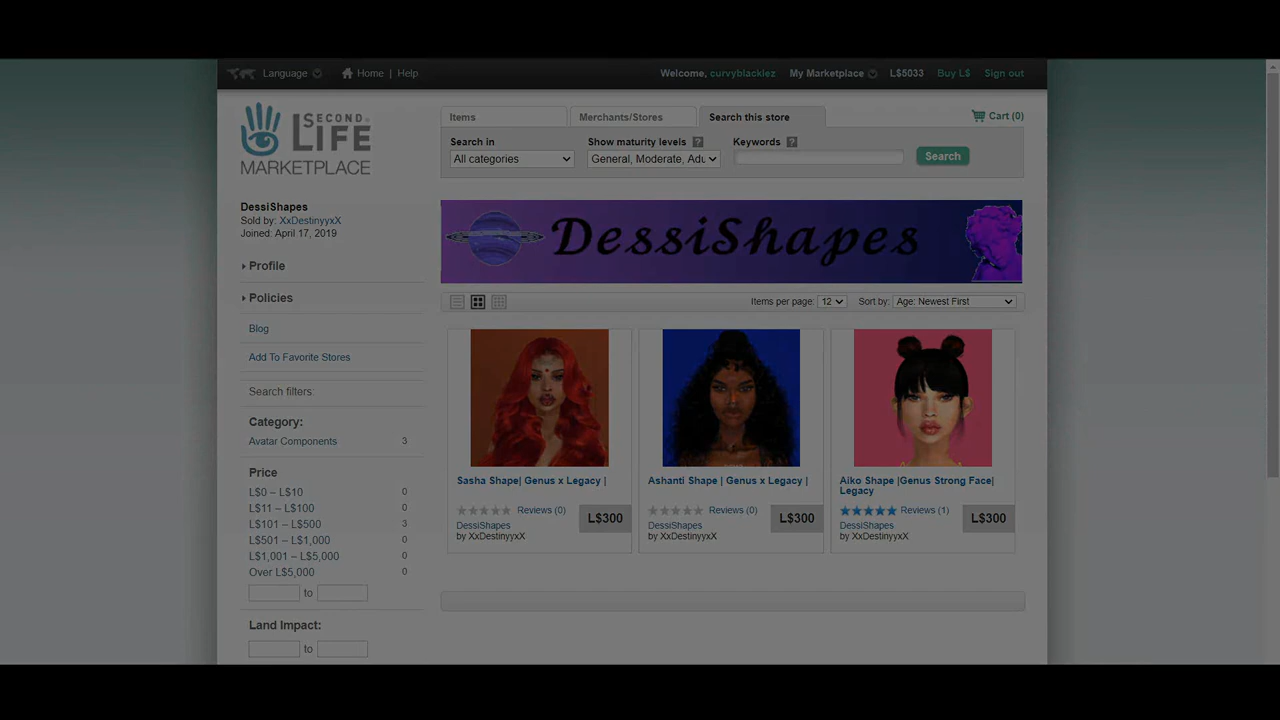 Language Home | Help Welcome, curvyblacklez My Marketplace L$5033 Buy L$ Sign out
SECOND LIFE MARKETPLACE
Items Merchants/Stores Search this store Cart (0)
Search in Show maturity levels ? Keywords ?
All categories General, Moderate, Adu Search
DessiShapes
Sold by: XxDestinyyxX
Joined: April 17, 2019
Profile
Policies
Blog
Add To Favorite Stores
Search filters:
Category:
Avatar Components 3
Price
L$0 – L$10 0
L$11 – L$100 0
L$101 – L$500 3
L$501 – L$1,000 0
L$1,001 – L$5,000 0
Over L$5,000 0
to
Land Impact:
to
DessiShapes
Items per page: 12 Sort by: Age: Newest First
Sasha Shape| Genus x Legacy |
Reviews (0)
DessiShapes
by XxDestinyyxX
L$300
Ashanti Shape | Genus x Legacy |
Reviews (0)
DessiShapes
by XxDestinyyxX
L$300
Aiko Shape |Genus Strong Face|
Legacy
Reviews (1)
DessiShapes
by XxDestinyyxX
L$300